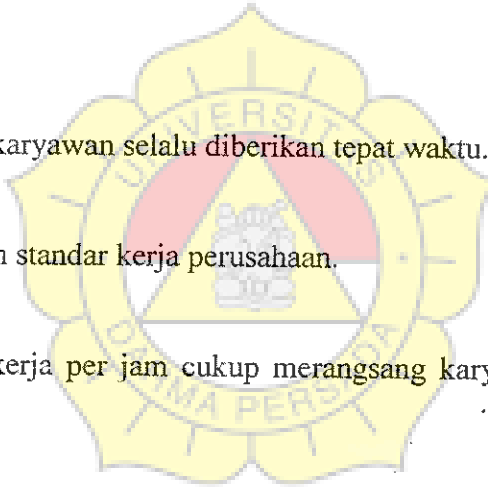 karyawan selalu diberikan tepat waktu.
n standar kerja perusahaan.
kerja per jam cukup merangsang kary
UNIVERSITAS
DARMA PERSADA